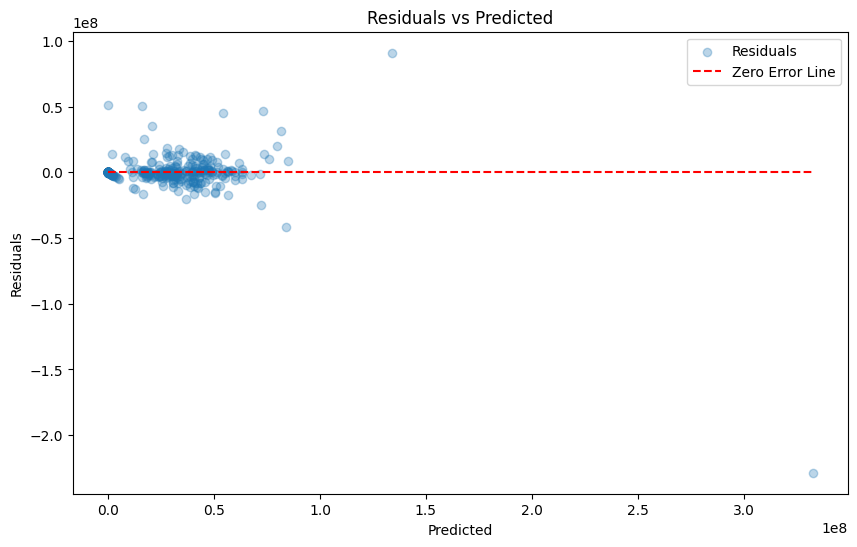 Residuals vs Predicted
1e8
1.0
0.5
0.0
−0.5
−1.0
−1.5
−2.0
Residuals
Residuals
Zero Error Line
0.0 0.5 1.0 1.5 2.0 2.5 3.0
1e8
Predicted